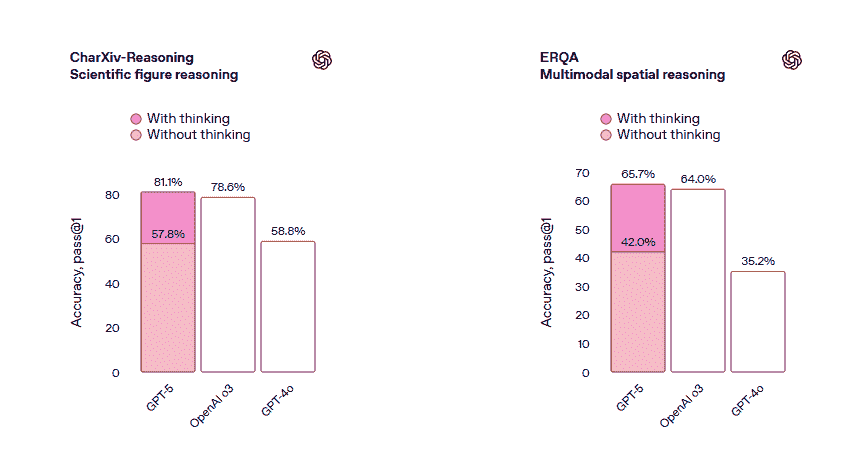 CharXiv-Reasoning
Scientific figure reasoning
With thinking
Without thinking
Accuracy, pass@1
80
60
40
20
0
81.1%
57.8%
78.6%
58.8%
GPT-5
OpenAI o3
GPT-4o
ERQA
Multimodal spatial reasoning
With thinking
Without thinking
Accuracy, pass@1
70
60
50
40
30
20
10
0
65.7%
42.0%
64.0%
35.2%
GPT-5
OpenAI o3
GPT-4o